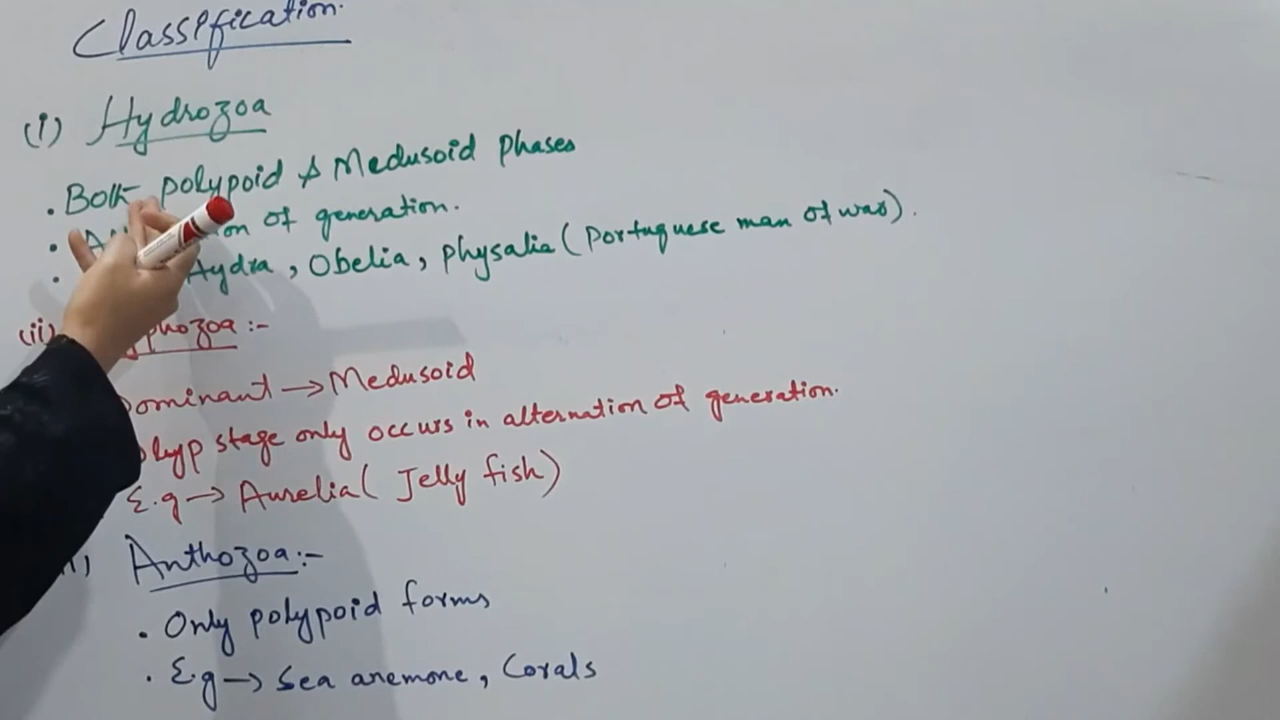 Classification.
(i) Hydrozoa
. Both polypoid & Medusoid phases
. of generation.
. Hydra, Obelia, physalia (Portuguese man of war).
(ii) :-
Dominant → Medusoid
polyp stage only occurs in alternation of generation.
E.g → Aurelia ( Jelly fish)
Anthozoa:-
. Only polypoid forms
. E.g → Sea anemone, Corals